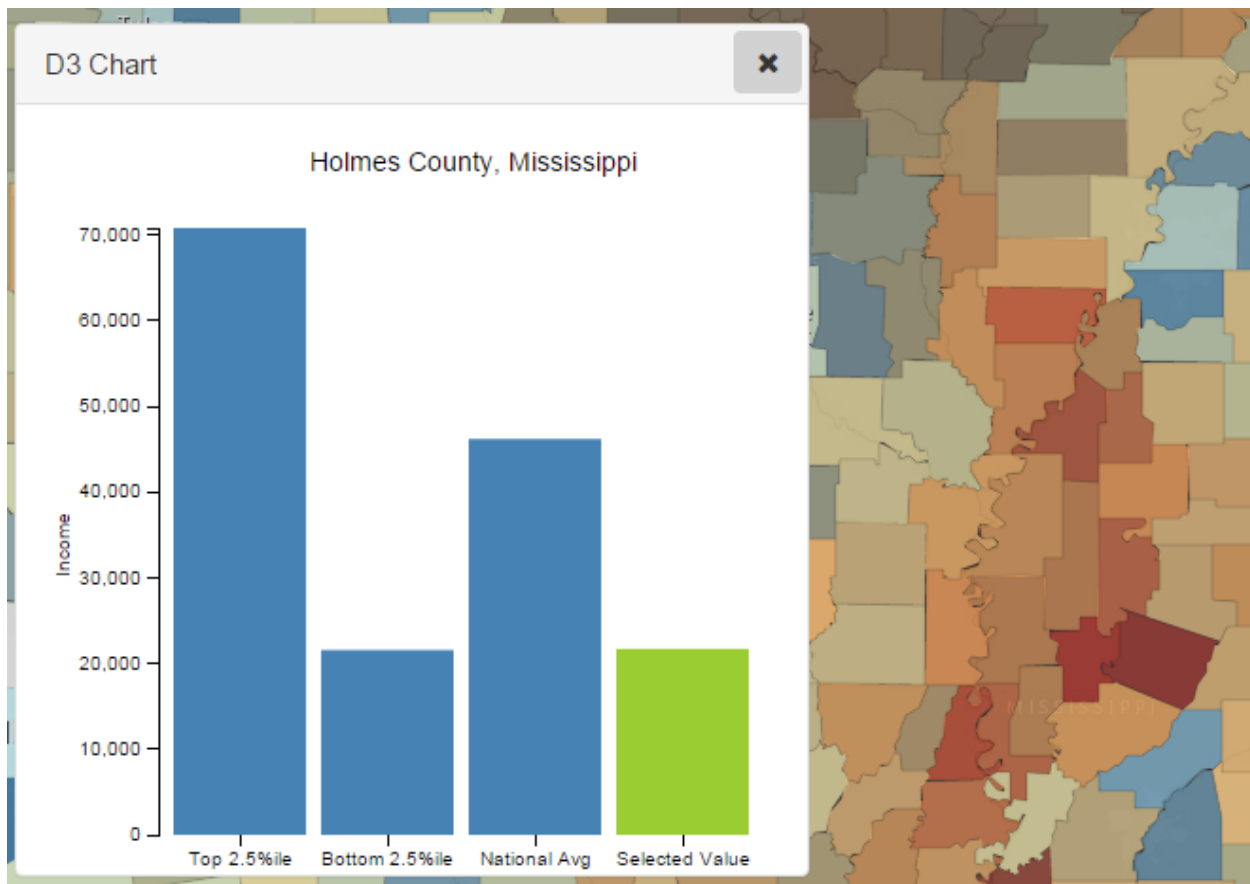 D3 Chart
Holmes County, Mississippi
70,000
60,000
50,000
40,000
30,000
20,000
10,000
0
Income
Top 2.5%ile
Bottom 2.5%ile
National Avg
Selected Value
MISSISSIPPI